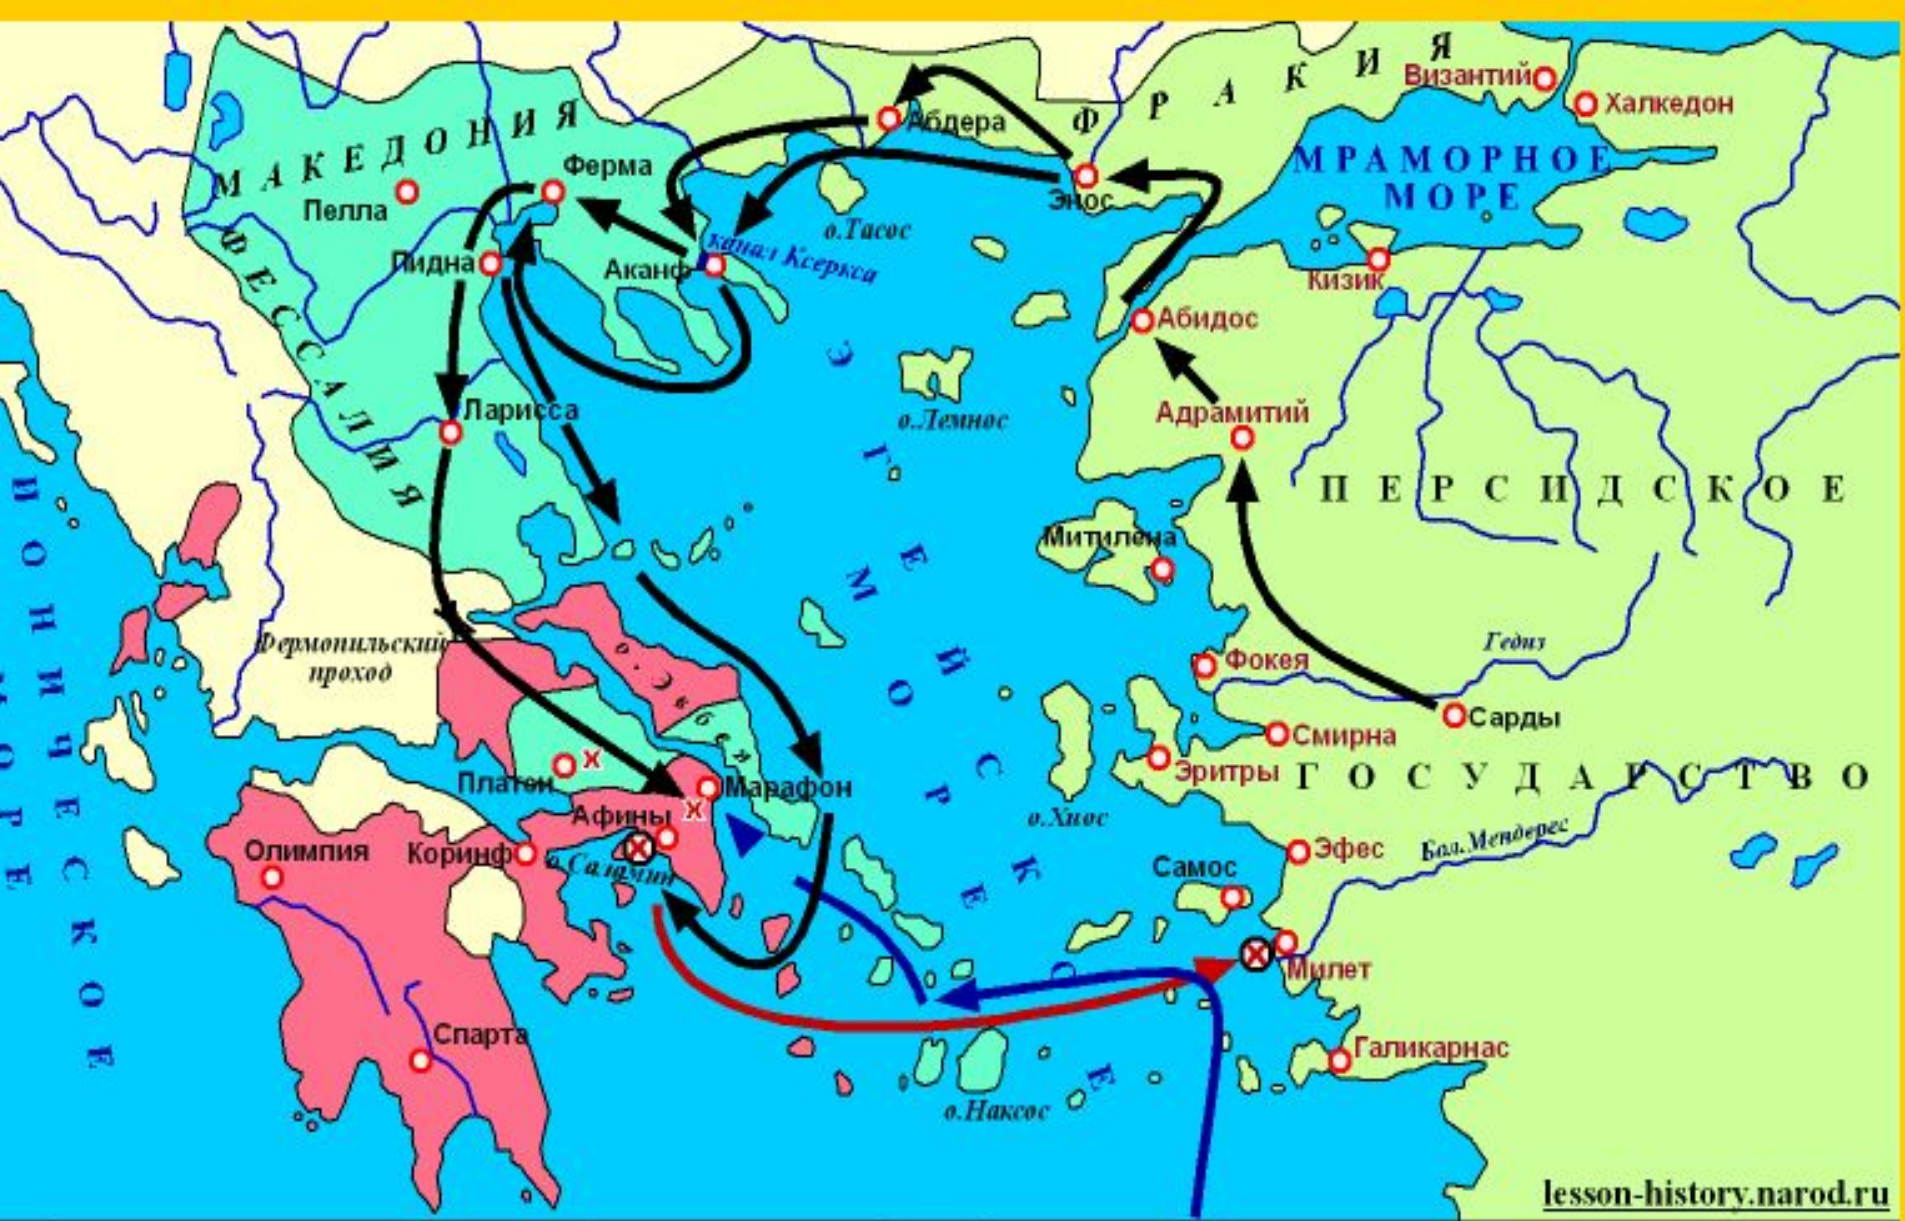 ФРАКИЯ
Византий
Халкедон
МАКЕДОНИЯ
Абдера
Ферма
МРАМОРНОЕ
МОРЕ
Пелла
Энос
о.Тасос
канал Ксеркса
Пидна
Аканф
Кизик
ФЕССАЛИЯ
Абидос
Ларисса
о.Лемнос
Адрамитий
ЭГЕЙСКОЕ
МОРЕ
ПЕРСИДСКОЕ
ГОСУДАРСТВО
Митилена
ИОНИЧЕСКОЕ
МОРЕ
Фермопильский
проход
о.Эвбея
Гедиз
Фокея
Сарды
Смирна
Эритры
Платеи
Марафон
Афины
о.Хиос
Олимпия
Коринф
о.Саламин
Самос
Эфес
Бол.Мендерес
Милет
Спарта
Галикарнас
о.Наксос
lesson-history.narod.ru